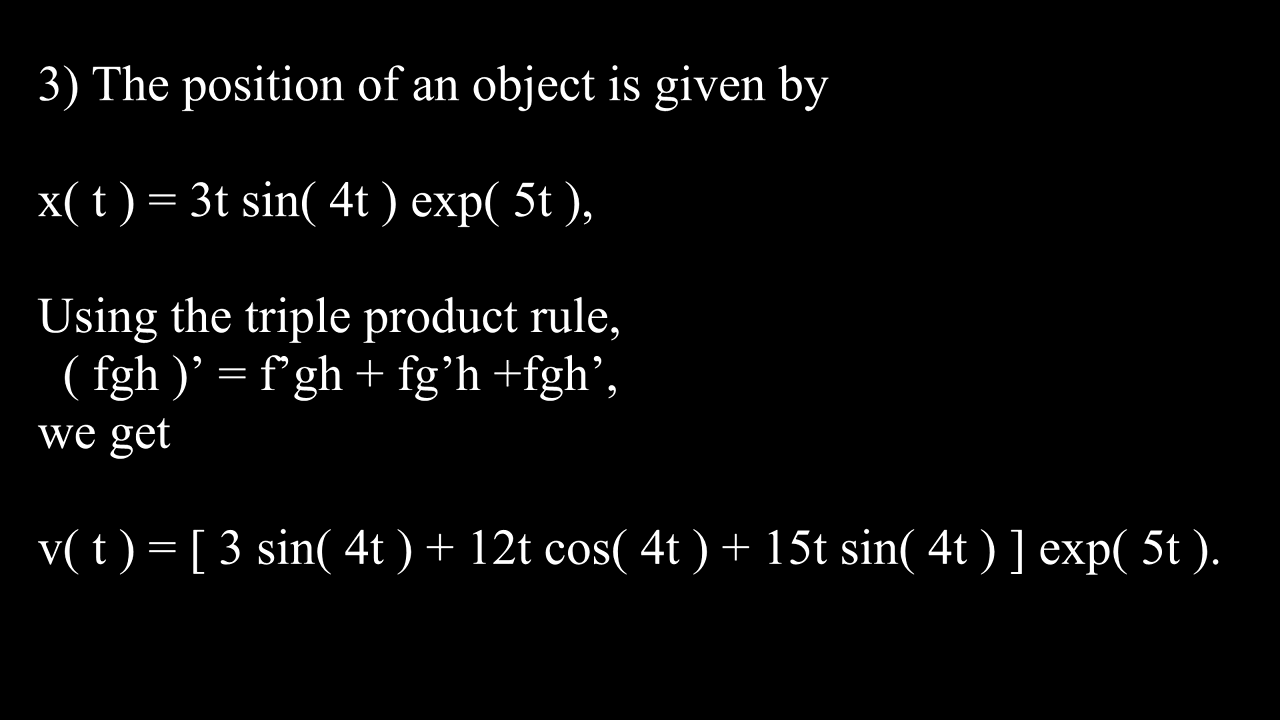 3) The position of an object is given by
x( t ) = 3t sin( 4t ) exp( 5t ),
Using the triple product rule,
( fgh )’ = f’gh + fg’h +fgh’,
we get
v( t ) = [ 3 sin( 4t ) + 12t cos( 4t ) + 15t sin( 4t ) ] exp( 5t ).